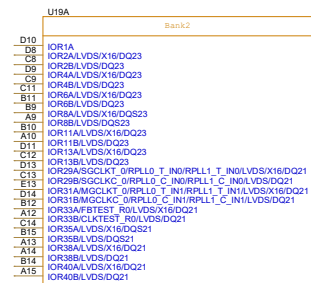 U19A
Bank2
D10 IOR1A
D8 IOR2A/LVDS/X16/DQ23
C8 IOR2B/LVDS/DQ23
D9 IOR4A/LVDS/X16/DQ23
C9 IOR4B/LVDS/DQ23
C11 IOR6A/LVDS/X16/DQ23
B11 IOR6B/LVDS/DQ23
B9 IOR8A/LVDS/X16/DQS23
A9 IOR8B/LVDS/DQS23
B10 IOR11A/LVDS/X16/DQ23
A10 IOR11B/LVDS/DQ23
D11 IOR13A/LVDS/X16/DQ23
C12 IOR13B/LVDS/DQ23
D13 IOR29A/SGCLKT_0/RPLL0_T_IN0/RPLL1_T_IN0/LVDS/X16/DQ21
C13 IOR29B/SGCLKC_0/RPLL0_C_IN0/RPLL1_C_IN0/LVDS/DQ21
E13 IOR31A/MGCLKT_0/RPLL0_T_IN1/RPLL1_T_IN1/LVDS/X16/DQ21
D14 IOR31B/MGCLKC_0/RPLL0_C_IN1/RPLL1_C_IN1/LVDS/DQ21
B12 IOR33A/FBTEST_R0/LVDS/X16/DQ21
A12 IOR33B/CLKTEST_R0/LVDS/DQ21
C14 IOR35A/LVDS/X16/DQS21
B15 IOR35B/LVDS/DQS21
A13 IOR38A/LVDS/X16/DQ21
A14 IOR38B/LVDS/DQ21
B14 IOR40A/LVDS/X16/DQ21
A15 IOR40B/LVDS/DQ21